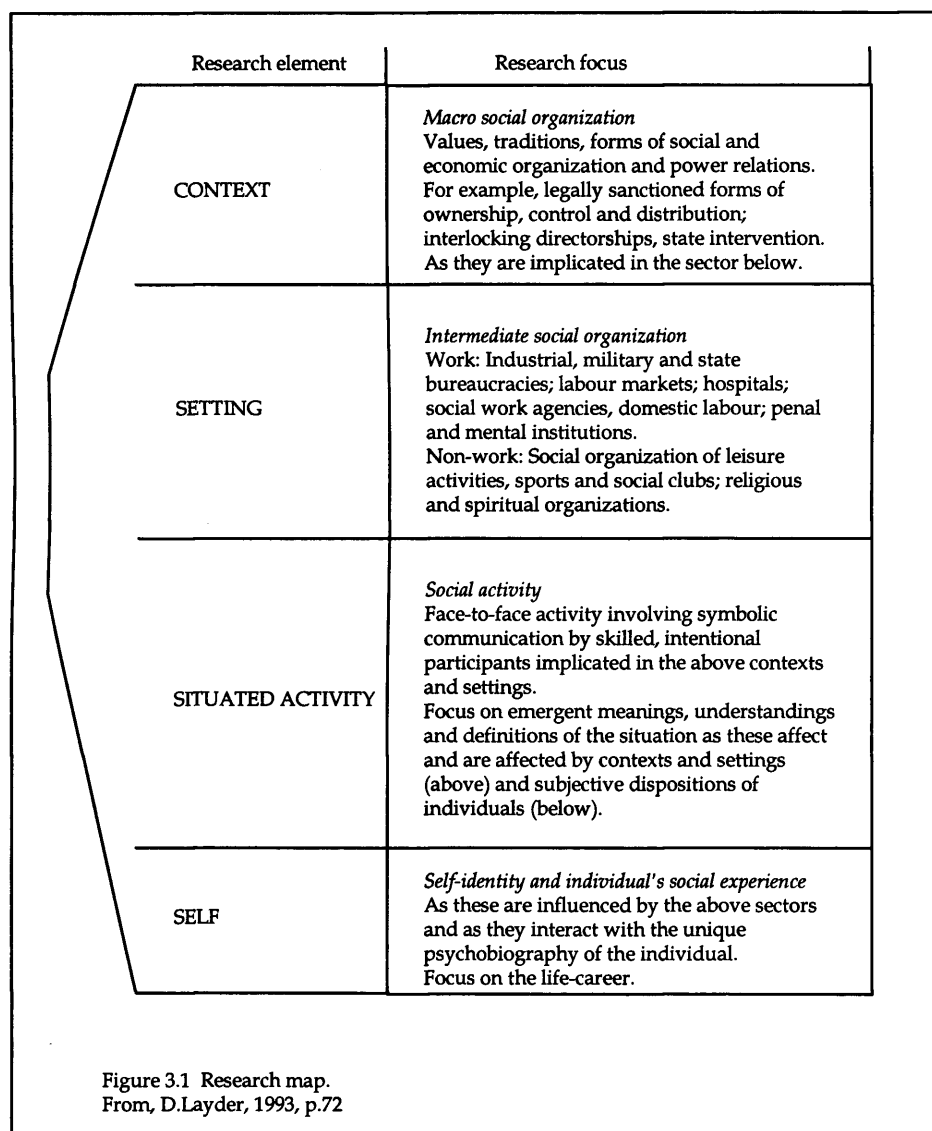 Research element
Research focus
CONTEXT
Macro social organization
Values, traditions, forms of social and
economic organization and power relations.
For example, legally sanctioned forms of
ownership, control and distribution;
interlocking directorships, state intervention.
As they are implicated in the sector below.
SETTING
Intermediate social organization
Work: Industrial, military and state
bureaucracies; labour markets; hospitals;
social work agencies, domestic labour; penal
and mental institutions.
Non-work: Social organization of leisure
activities, sports and social clubs; religious
and spiritual organizations.
SITUATED ACTIVITY
Social activity
Face-to-face activity involving symbolic
communication by skilled, intentional
participants implicated in the above contexts
and settings.
Focus on emergent meanings, understandings
and definitions of the situation as these affect
and are affected by contexts and settings
(above) and subjective dispositions of
individuals (below).
SELF
Self-identity and individual's social experience
As these are influenced by the above sectors
and as they interact with the unique
psychobiography of the individual.
Focus on the life-career.
Figure 3.1 Research map.
From, D.Layder, 1993, p.72